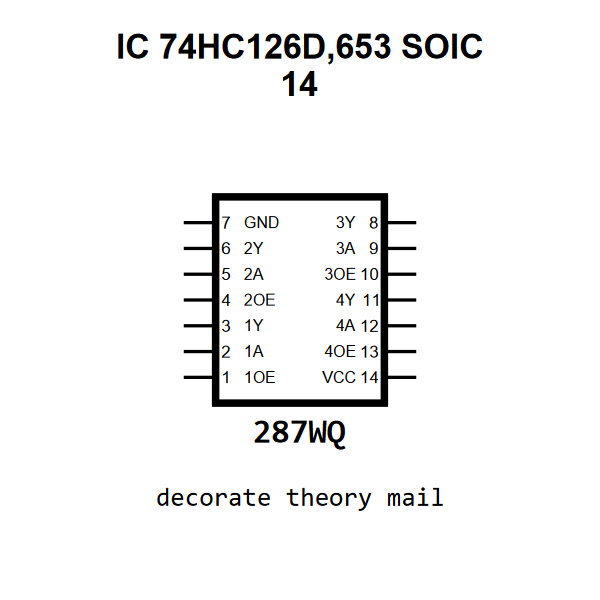 IC 74HC126D,653 SOIC
14
7 GND 3Y 8
6 2Y 3A 9
5 2A 3OE 10
4 2OE 4Y 11
3 1Y 4A 12
2 1A 4OE 13
1 1OE VCC 14
287WQ
decorate theory mail